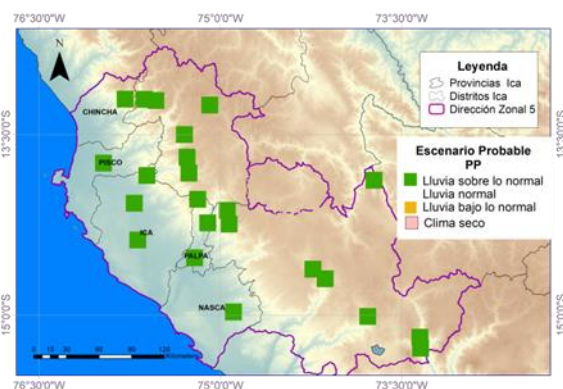 76°30'0"W 75°00'0"W 73°30'0"W
N
Leyenda
Provincias Ica
Distritos Ica
Dirección Zonal 5
CHINCHA
13°30'0"S
13°30'0"S
Escenario Probable
PP
Lluvia sobre lo normal
Lluvia normal
Lluvia bajo lo normal
Clima seco
PISCO
ICA
PALPA
NASCA
15°0'0"S
15°0'0"S
0 15 30 60 90 120
Kilometers
76°30'0"W 75°00'0"W 73°30'0"W